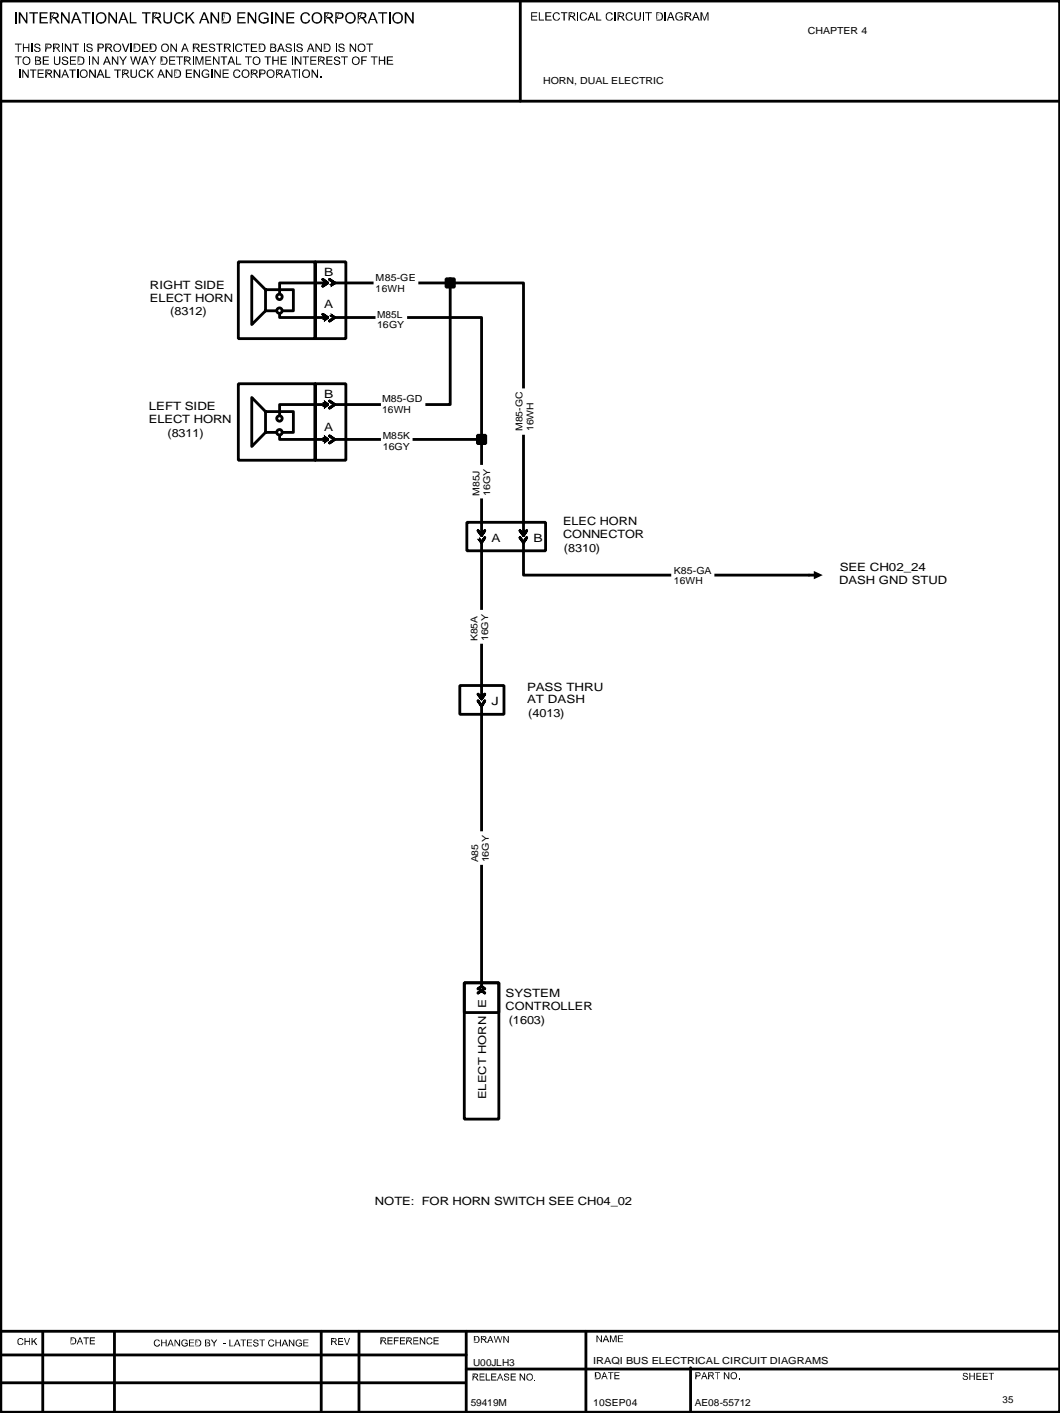 INTERNATIONAL TRUCK AND ENGINE CORPORATION
THIS PRINT IS PROVIDED ON A RESTRICTED BASIS AND IS NOT
TO BE USED IN ANY WAY DETRIMENTAL TO THE INTEREST OF THE
INTERNATIONAL TRUCK AND ENGINE CORPORATION.
ELECTRICAL CIRCUIT DIAGRAM
CHAPTER 4
HORN, DUAL ELECTRIC
RIGHT SIDE
ELECT HORN
(8312)
B
A
M85-GE
16WH
M85L
16GY
LEFT SIDE
ELECT HORN
(8311)
B
A
M85-GD
16WH
M85K
16GY
M85-GC
16WH
M85J
16GY
A
B
ELEC HORN
CONNECTOR
(8310)
K85-GA
16WH
SEE CH02_24
DASH GND STUD
K85A
16GY
J
PASS THRU
AT DASH
(4013)
A85
16GY
E
ELECT HORN
SYSTEM
CONTROLLER
(1603)
NOTE: FOR HORN SWITCH SEE CH04_02
CHK
DATE
CHANGED BY - LATEST CHANGE
REV
REFERENCE
DRAWN
U00JLH3
NAME
IRAQI BUS ELECTRICAL CIRCUIT DIAGRAMS
RELEASE NO.
59419M
DATE
10SEP04
PART NO.
AE08-55712
SHEET
35